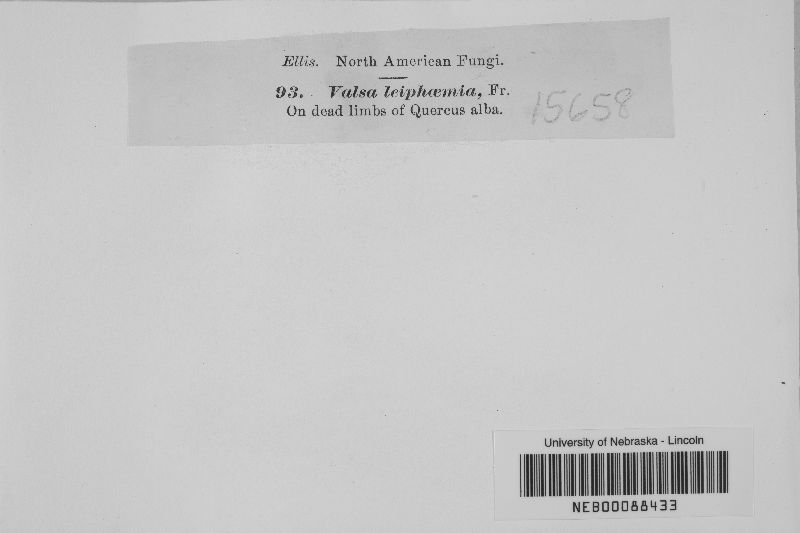 Ellis. North American Fungi.
93. Valsa leiphæmia, Fr.
On dead limbs of Quercus alba.
15658
University of Nebraska - Lincoln
NEB00088433